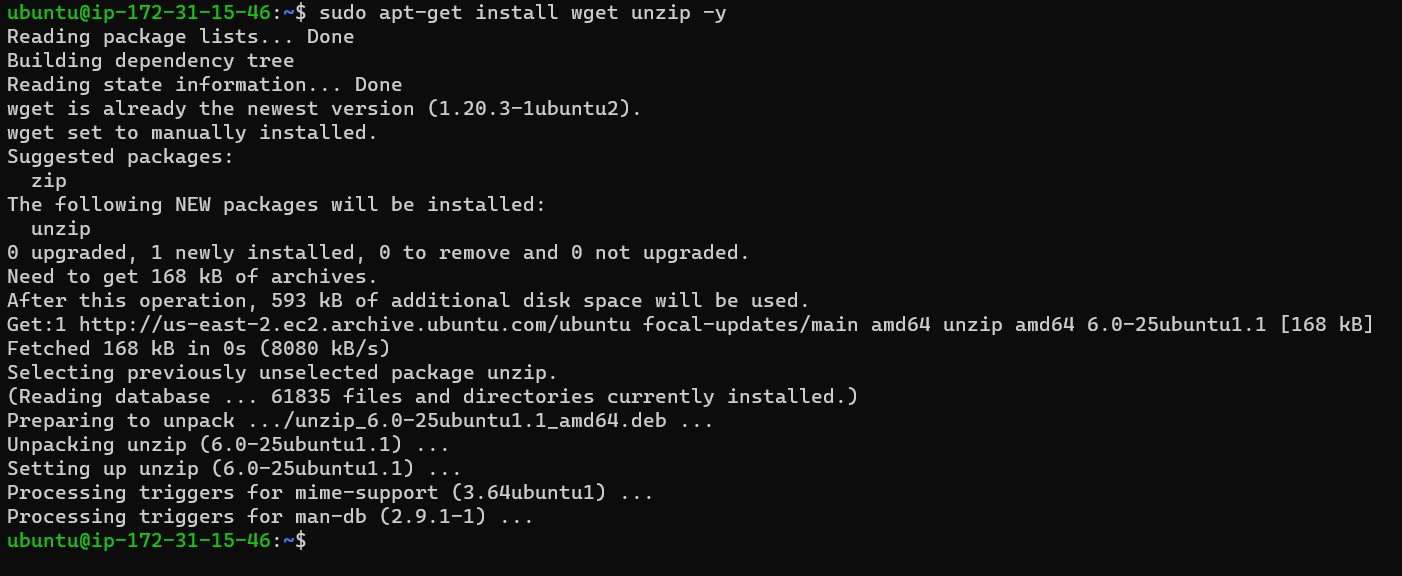 ubuntu@ip-172-31-15-46:~$ sudo apt-get install wget unzip -y
Reading package lists... Done
Building dependency tree
Reading state information... Done
wget is already the newest version (1.20.3-1ubuntu2).
wget set to manually installed.
Suggested packages:
  zip
The following NEW packages will be installed:
  unzip
0 upgraded, 1 newly installed, 0 to remove and 0 not upgraded.
Need to get 168 kB of archives.
After this operation, 593 kB of additional disk space will be used.
Get:1 http://us-east-2.ec2.archive.ubuntu.com/ubuntu focal-updates/main amd64 unzip amd64 6.0-25ubuntu1.1 [168 kB]
Fetched 168 kB in 0s (8080 kB/s)
Selecting previously unselected package unzip.
(Reading database ... 61835 files and directories currently installed.)
Preparing to unpack .../unzip_6.0-25ubuntu1.1_amd64.deb ...
Unpacking unzip (6.0-25ubuntu1.1) ...
Setting up unzip (6.0-25ubuntu1.1) ...
Processing triggers for mime-support (3.64ubuntu1) ...
Processing triggers for man-db (2.9.1-1) ...
ubuntu@ip-172-31-15-46:~$